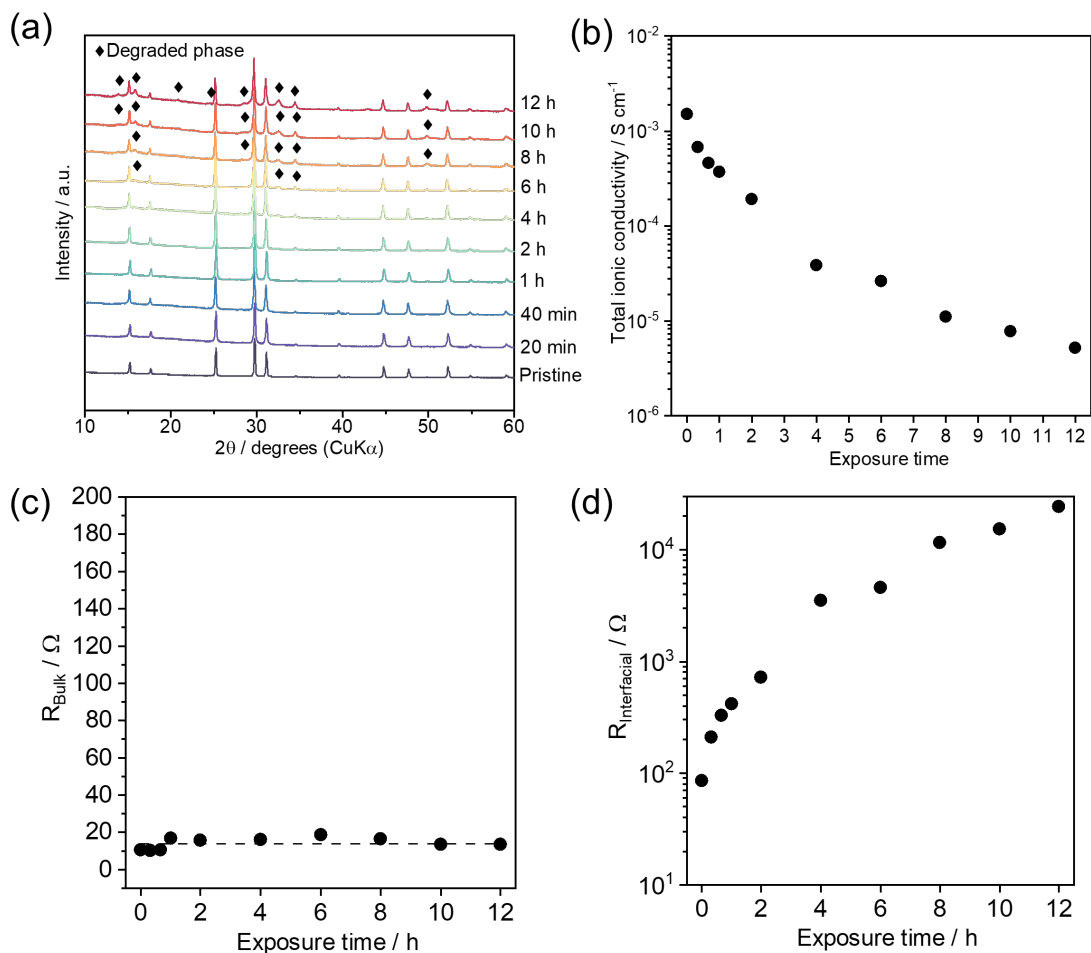 (a)
♦Degraded phase
12 h
10 h
8 h
6 h
4 h
2 h
1 h
40 min
20 min
Pristine
Intensity / a.u.
10 20 30 40 50 60
2θ / degrees (CuKα)
(b)
Total ionic conductivity / S cm⁻¹
10⁻²
10⁻³
10⁻⁴
10⁻⁵
10⁻⁶
0 1 2 3 4 5 6 7 8 9 10 11 12
Exposure time
(c)
R_Bulk / Ω
200
180
160
140
120
100
80
60
40
20
0
0 2 4 6 8 10 12
Exposure time / h
(d)
R_Interfacial / Ω
10⁴
10³
10²
10¹
0 2 4 6 8 10 12
Exposure time / h